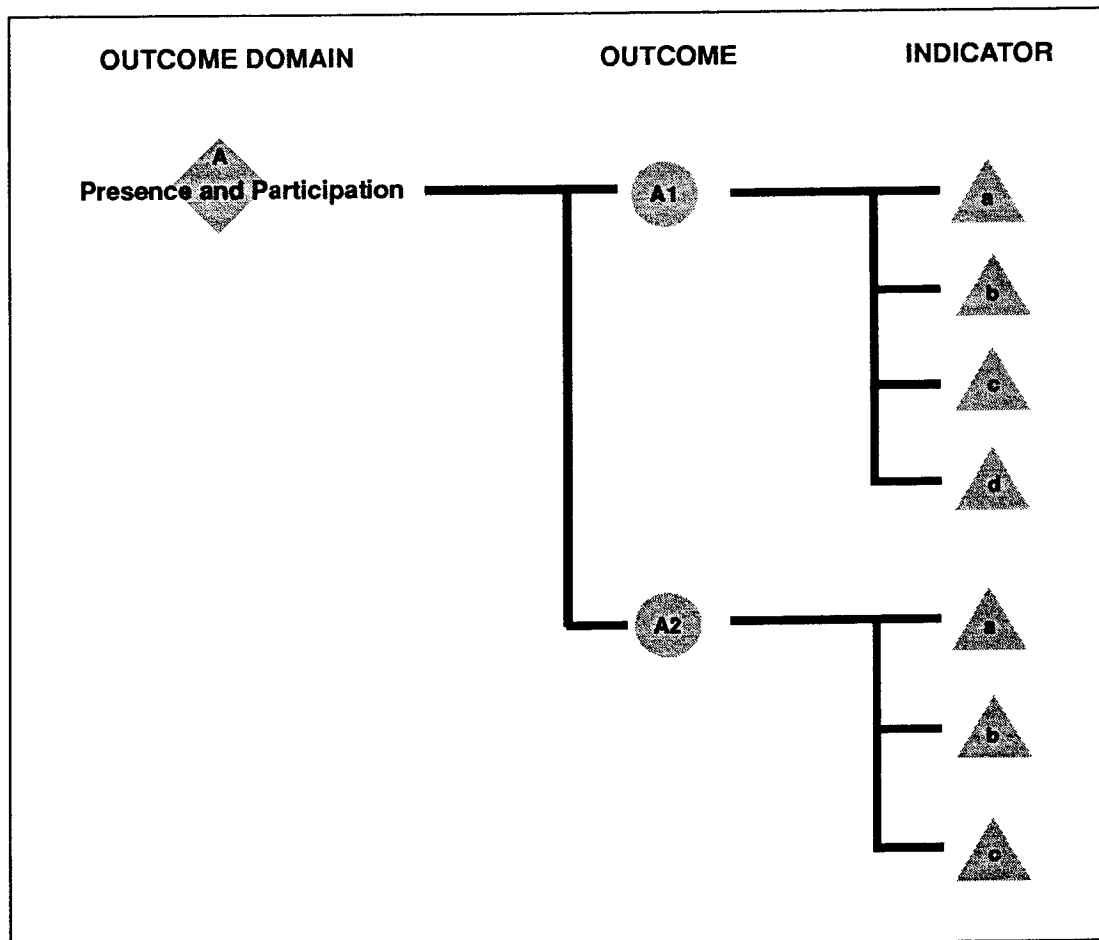 OUTCOME DOMAIN OUTCOME INDICATOR
A
Presence and Participation
A1
a
b
c
d
A2
a
b
c